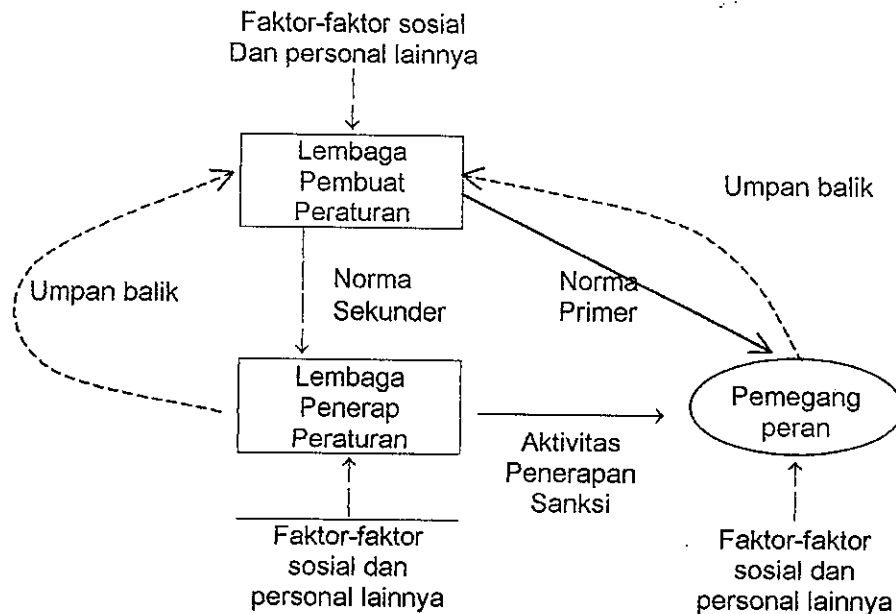 Faktor-faktor sosial
Dan personal lainnya
Lembaga
Pembuat
Peraturan
Umpan balik
Umpan balik
Norma
Sekunder
Norma
Primer
Lembaga
Penerap
Peraturan
Pemegang
peran
Aktivitas
Penerapan
Sanksi
Faktor-faktor
sosial dan
personal lainnya
Faktor-faktor
sosial dan
personal lainnya